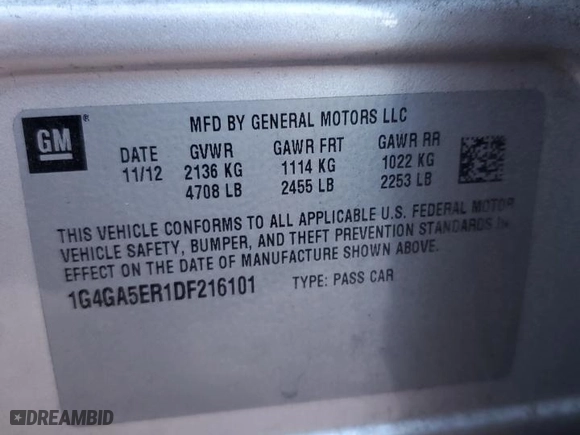 GM ®
MFD BY GENERAL MOTORS LLC
DATE GVWR GAWR FRT GAWR RR
11/12 2136 KG 1114 KG 1022 KG
4708 LB 2455 LB 2253 LB
THIS VEHICLE CONFORMS TO ALL APPLICABLE U.S. FEDERAL MOTOR
VEHICLE SAFETY, BUMPER, AND THEFT PREVENTION STANDARDS IN
EFFECT ON THE DATE OF MANUFACTURE SHOWN ABOVE.
1G4GA5ER1DF216101 TYPE: PASS CAR
DREAMBID